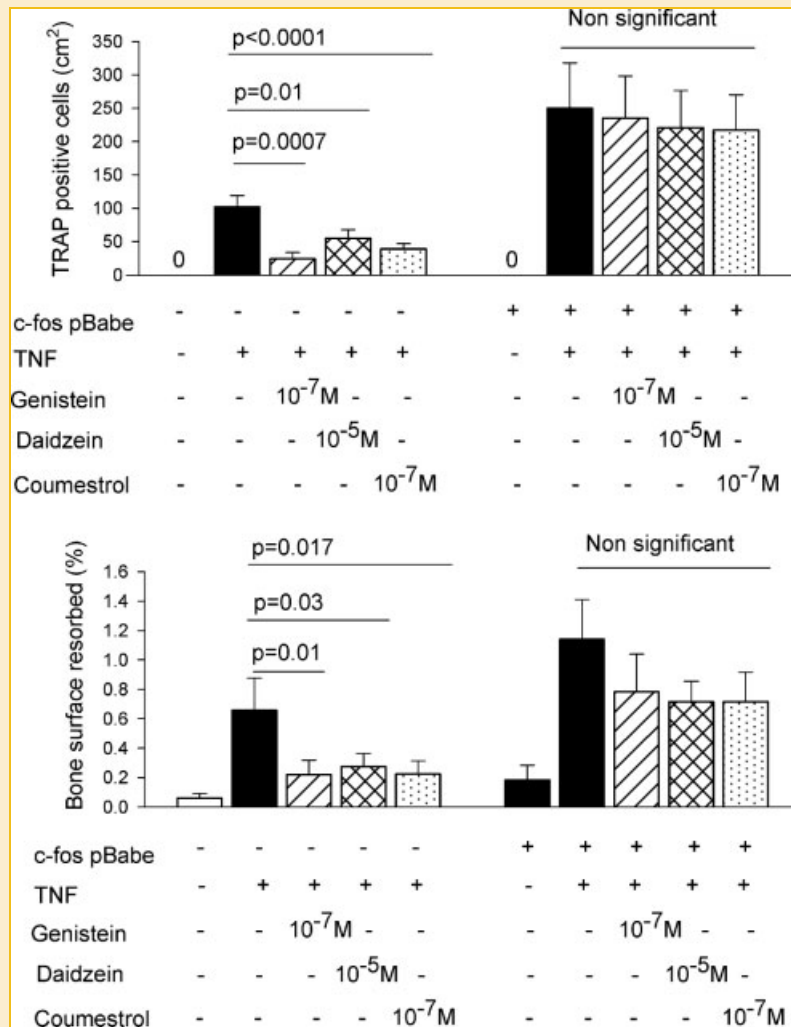 Non significant
p<0.0001
p=0.01
p=0.0007
TRAP positive cells (cm²)
350
300
250
200
150
100
50
0
0 0
c-fos pBabe - - - - - + + + + +
TNF - + + + + - + + + +
Genistein - - 10⁻⁷M - - - - 10⁻⁷M - -
Daidzein - - - 10⁻⁵M - - - - 10⁻⁵M -
Coumestrol - - - - 10⁻⁷M - - - - 10⁻⁷M
p=0.017
Non significant
p=0.03
p=0.01
Bone surface resorbed (%)
1.6
1.4
1.2
1.0
0.8
0.6
0.4
0.2
0.0
c-fos pBabe - - - - - + + + + +
TNF - + + + + - + + + +
Genistein - - 10⁻⁷M - - - - 10⁻⁷M - -
Daidzein - - - 10⁻⁵M - - - - 10⁻⁵M -
Coumestrol - - - - 10⁻⁷M - - - - 10⁻⁷M